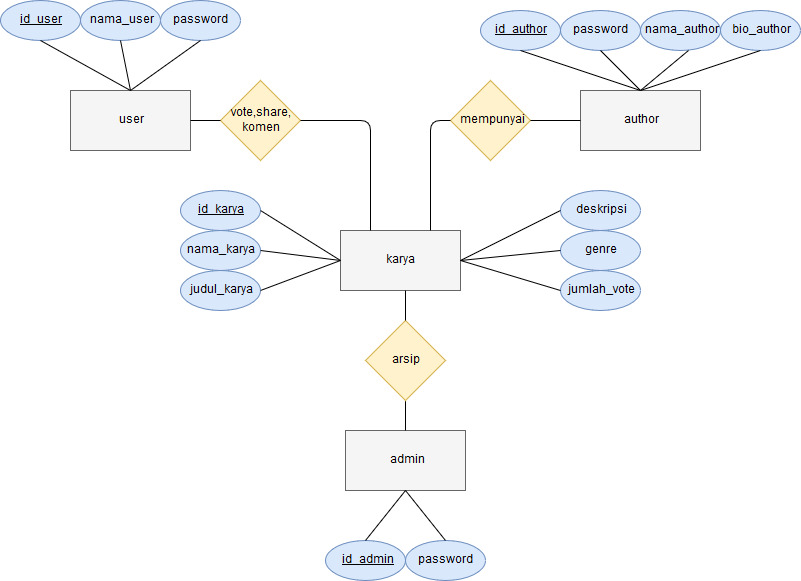 id_user
nama_user
password
id_author
password
nama_author
bio_author
user
vote,share,
komen
mempunyai
author
id_karya
nama_karya
judul_karya
karya
deskripsi
genre
jumlah_vote
arsip
admin
id_admin
password